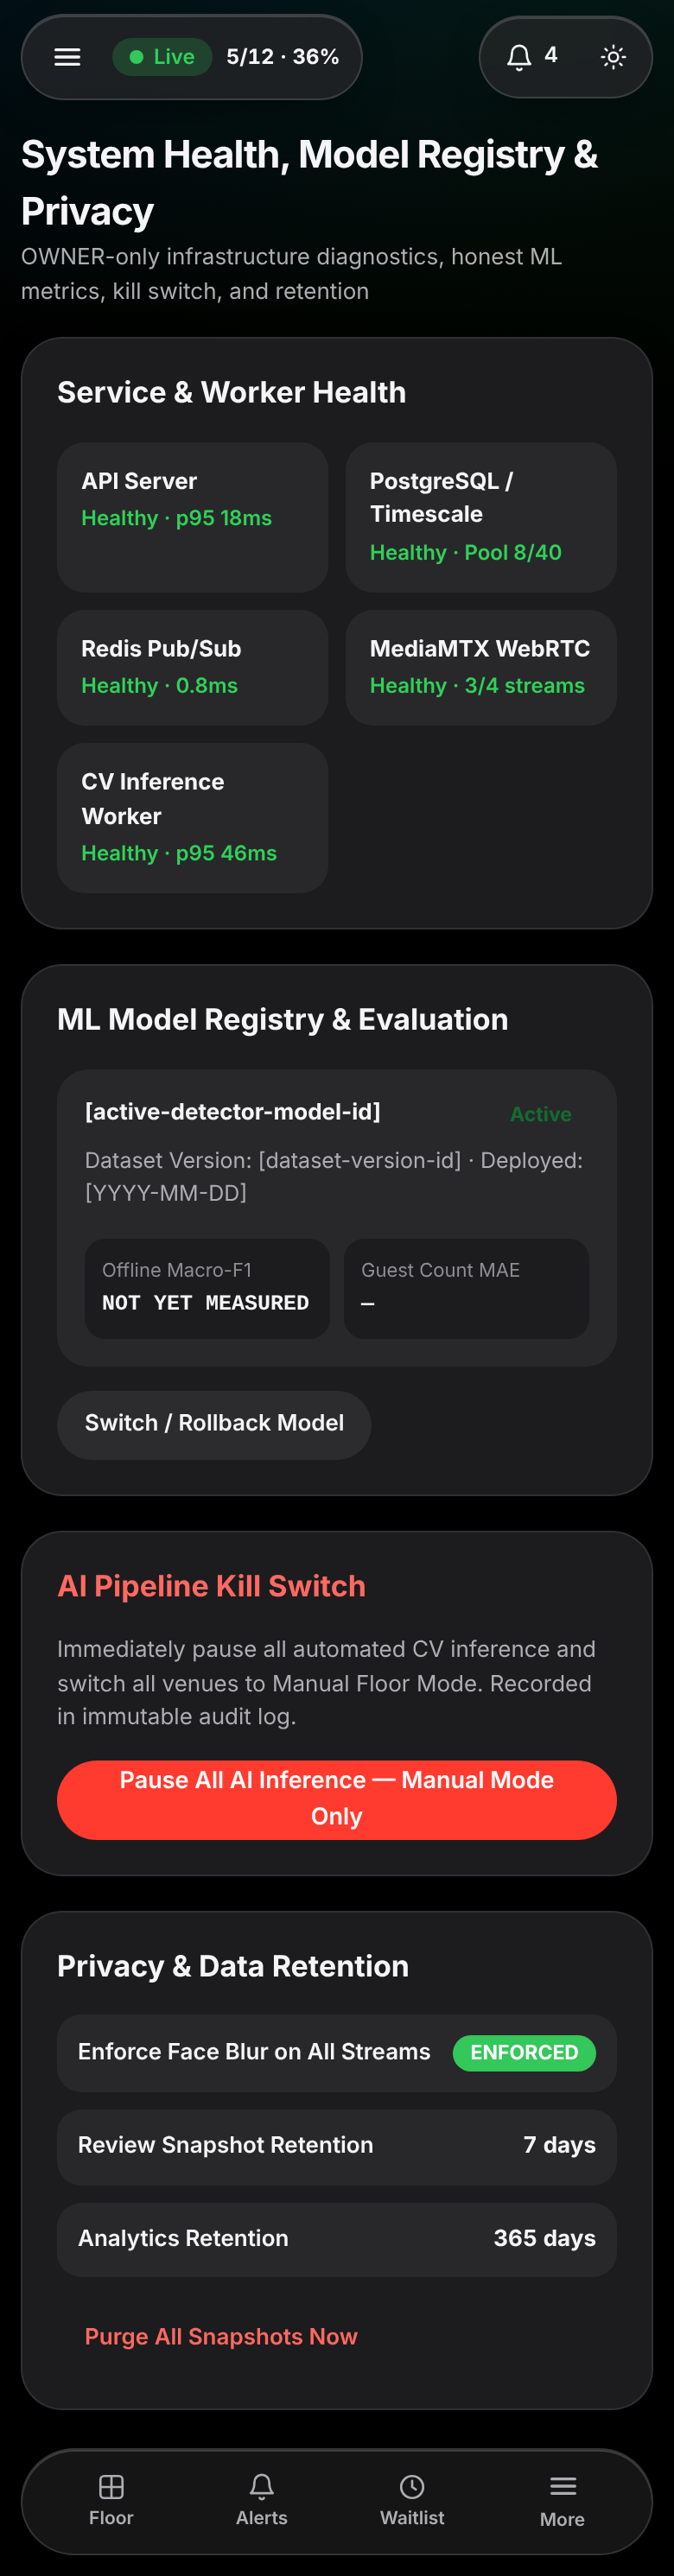 Live 5/12 · 36% 4
System Health, Model Registry &
Privacy
OWNER-only infrastructure diagnostics, honest ML
metrics, kill switch, and retention
Service & Worker Health
API Server
Healthy · p95 18ms
PostgreSQL /
Timescale
Healthy · Pool 8/40
Redis Pub/Sub
Healthy · 0.8ms
MediaMTX WebRTC
Healthy · 3/4 streams
CV Inference
Worker
Healthy · p95 46ms
ML Model Registry & Evaluation
[active-detector-model-id] Active
Dataset Version: [dataset-version-id] · Deployed:
[YYYY-MM-DD]
Offline Macro-F1
NOT YET MEASURED
Guest Count MAE
—
Switch / Rollback Model
AI Pipeline Kill Switch
Immediately pause all automated CV inference and
switch all venues to Manual Floor Mode. Recorded
in immutable audit log.
Pause All AI Inference — Manual Mode
Only
Privacy & Data Retention
Enforce Face Blur on All Streams ENFORCED
Review Snapshot Retention 7 days
Analytics Retention 365 days
Purge All Snapshots Now
Floor Alerts Waitlist More